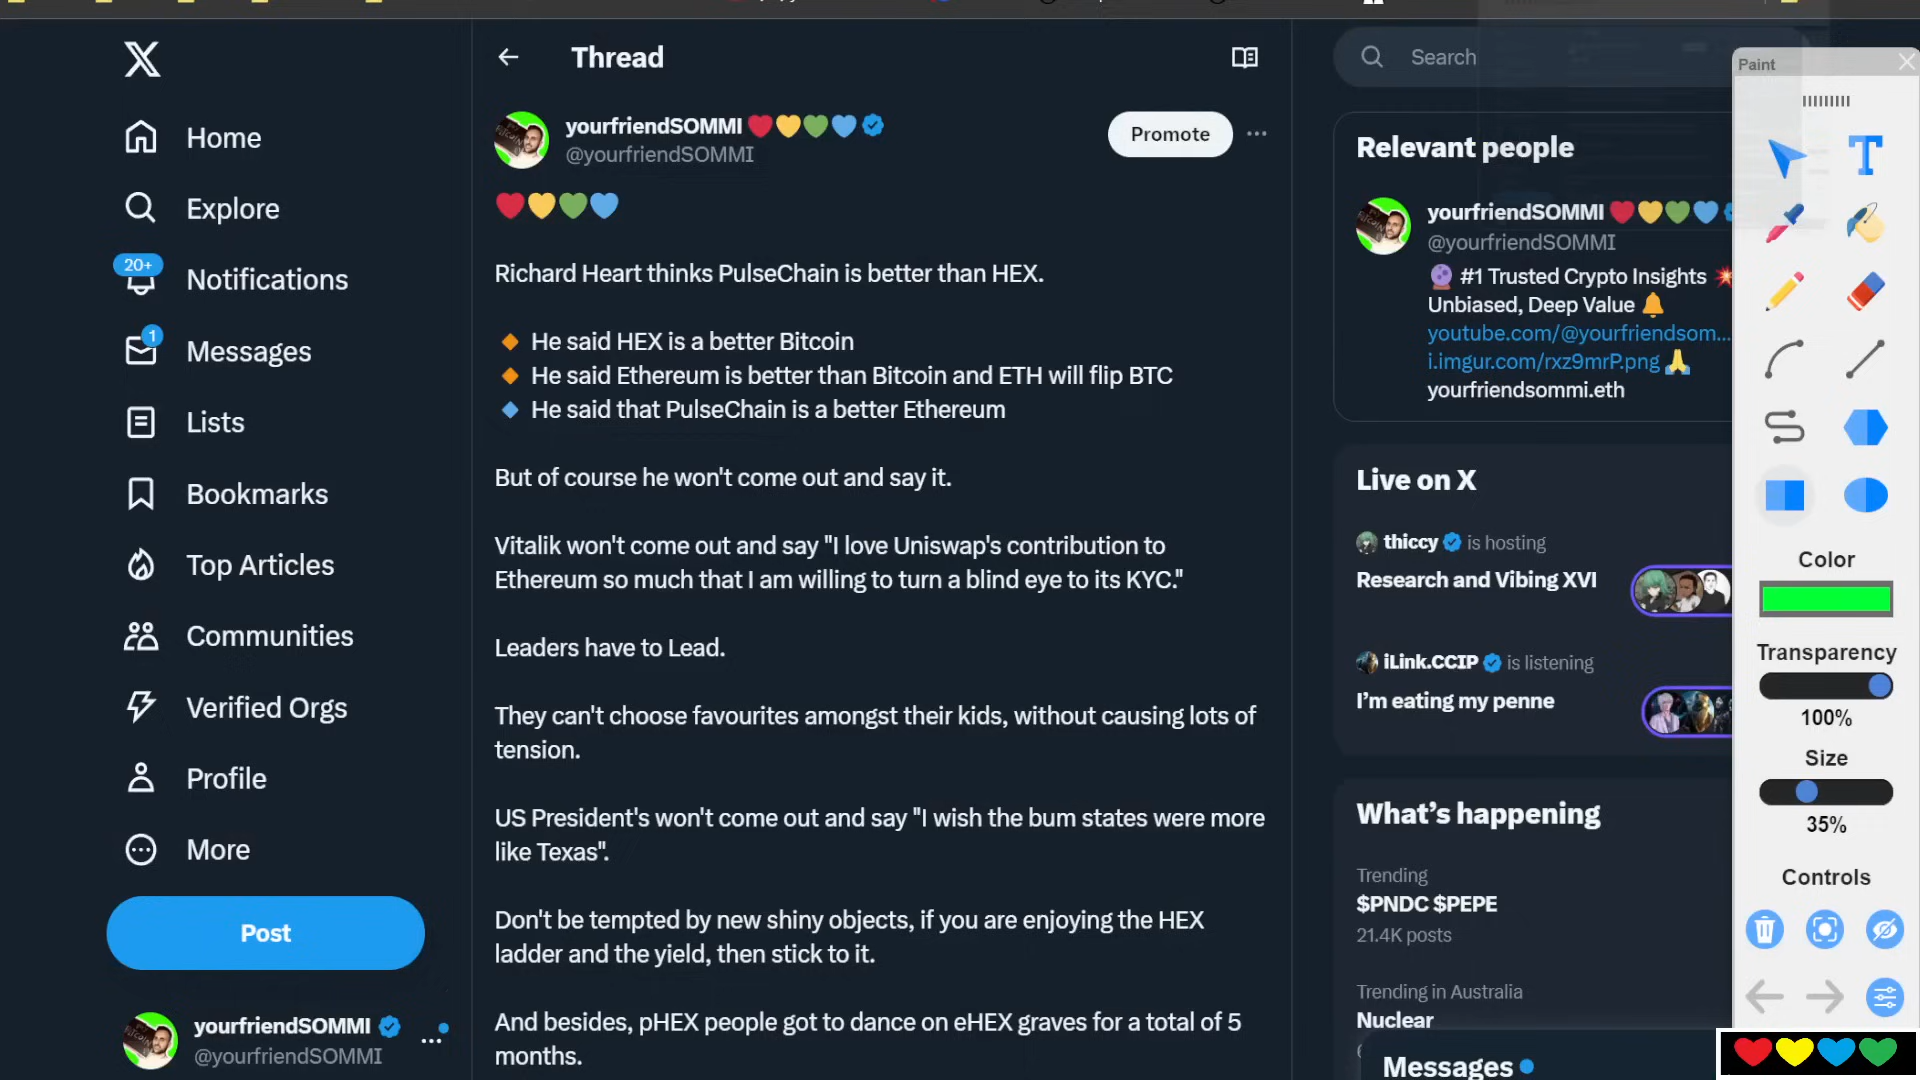 Thread
Search
Home
Explore
20+
Notifications
1
Messages
Lists
Bookmarks
Top Articles
Communities
Verified Orgs
Profile
More
Post
yourfriendSOMMI
@yourfriendSOMMI
yourfriendSOMMI
@yourfriendSOMMI
Promote
Richard Heart thinks PulseChain is better than HEX.
He said HEX is a better Bitcoin
He said Ethereum is better than Bitcoin and ETH will flip BTC
He said that PulseChain is a better Ethereum
But of course he won't come out and say it.
Vitalik won't come out and say "I love Uniswap's contribution to
Ethereum so much that I am willing to turn a blind eye to its KYC."
Leaders have to Lead.
They can't choose favourites amongst their kids, without causing lots of
tension.
US President's won't come out and say "I wish the bum states were more
like Texas".
Don't be tempted by new shiny objects, if you are enjoying the HEX
ladder and the yield, then stick to it.
And besides, pHEX people got to dance on eHEX graves for a total of 5
months.
Relevant people
yourfriendSOMMI
@yourfriendSOMMI
#1 Trusted Crypto Insights
Unbiased, Deep Value
youtube.com/@yourfriendsom...
i.imgur.com/rxz9mrP.png
yourfriendsommi.eth
Live on X
thiccy is hosting
Research and Vibing XVI
iLink.CCIP is listening
I'm eating my penne
What's happening
Trending
$PNDC $PEPE
21.4K posts
Trending in Australia
Nuclear
Messages
Paint
T
Color
Transparency
100%
Size
35%
Controls